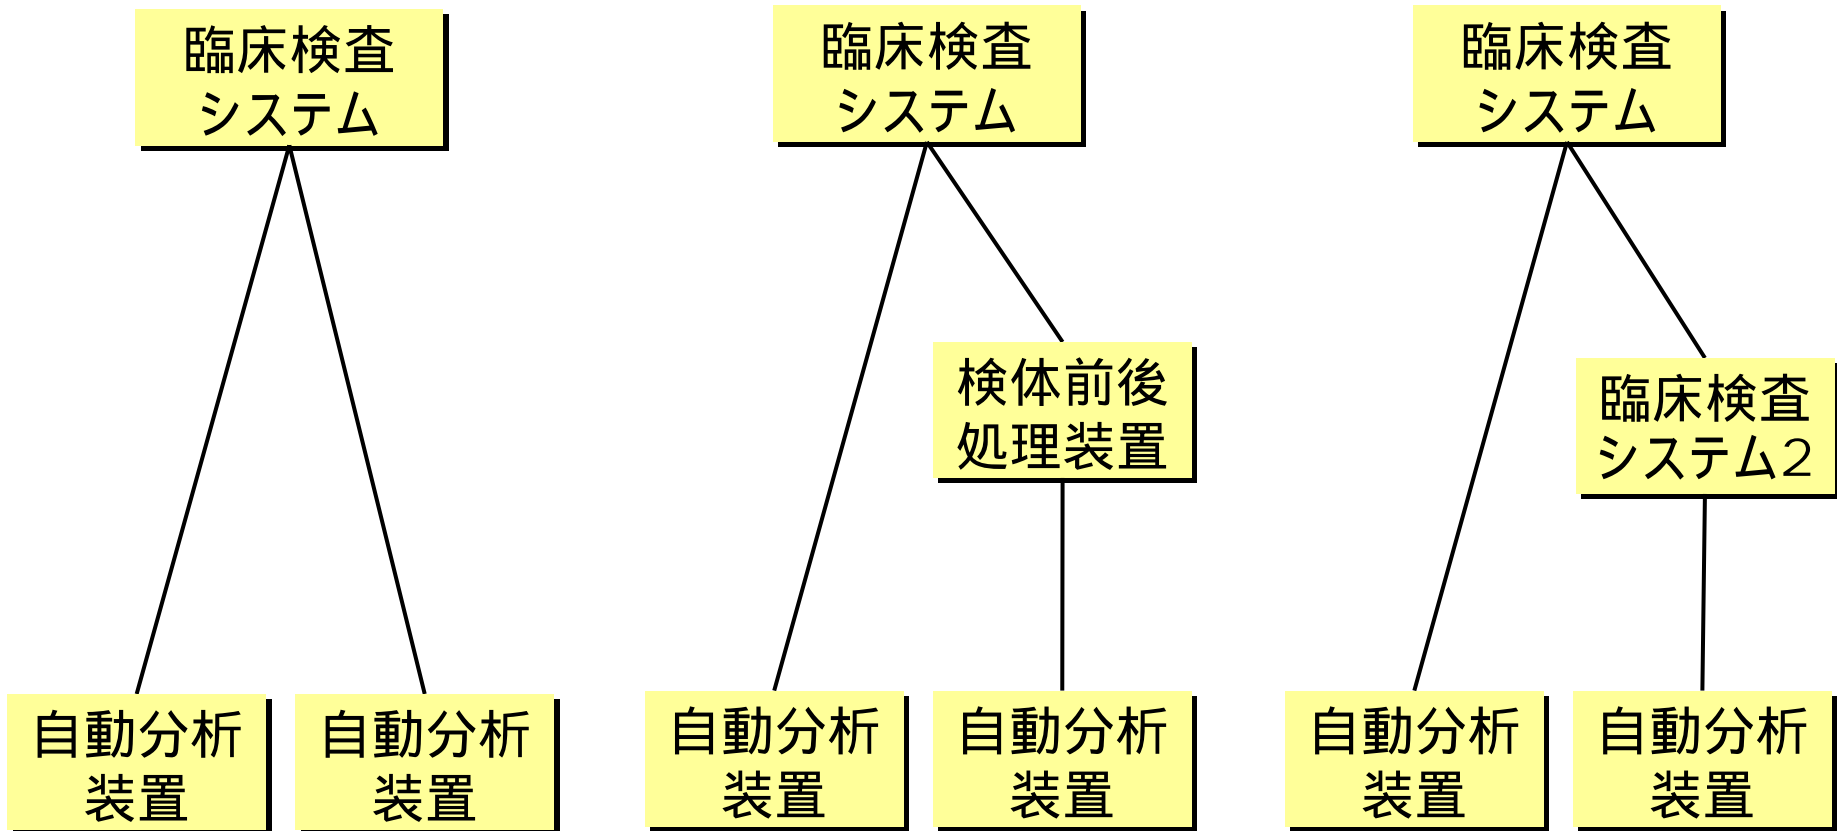 臨床検査
システム
臨床検査
システム
臨床検査
システム
検体前後
処理装置
臨床検査
システム２
自動分析
装置
自動分析
装置
自動分析
装置
自動分析
装置
自動分析
装置
自動分析
装置